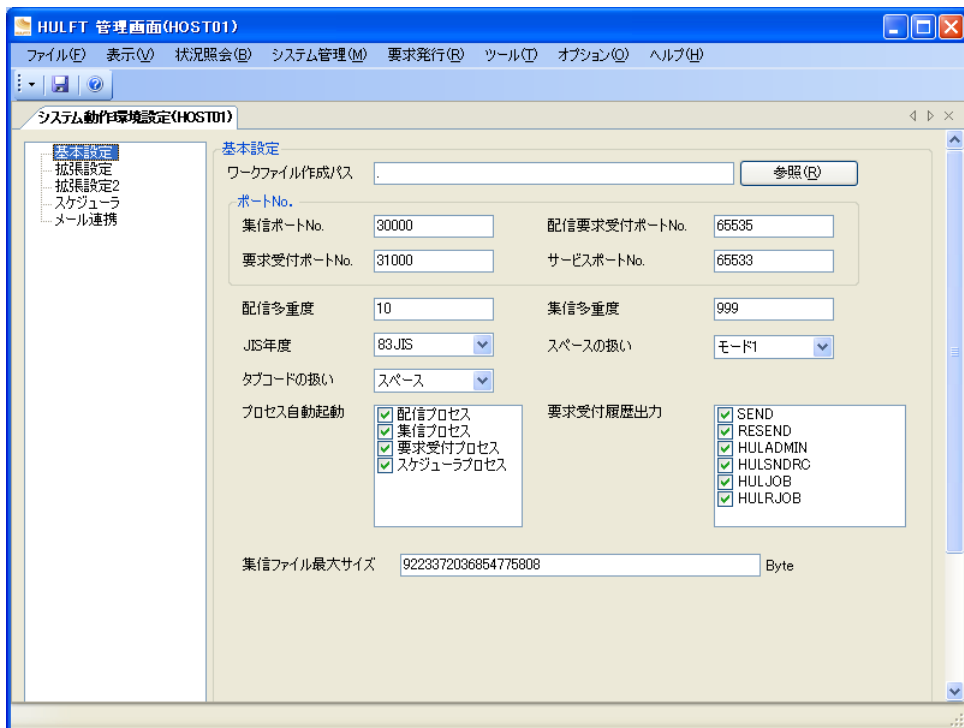 HULFT 管理画面(HOST01)
ファイル(F) 表示(V) 状況照会(B) システム管理(M) 要求発行(R) ツール(T) オプション(O) ヘルプ(H)
システム動作環境設定(HOST01)
基本設定
拡張設定
拡張設定2
スケジューラ
メール連携
基本設定
ワークファイル作成パス . 参照(R)
ポートNo.
集信ポートNo. 30000 配信要求受付ポートNo. 65535
要求受付ポートNo. 31000 サービスポートNo. 65533
配信多重度 10 集信多重度 999
JIS年度 83JIS スペースの扱い モード1
タブコードの扱い スペース
プロセス自動起動 配信プロセス 要求受付履歴出力 SEND
集信プロセス RESEND
要求受付プロセス HULADMIN
スケジューラプロセス HULSNDRC
HULJOB
HULRJOB
集信ファイル最大サイズ 9223372036854775808 Byte